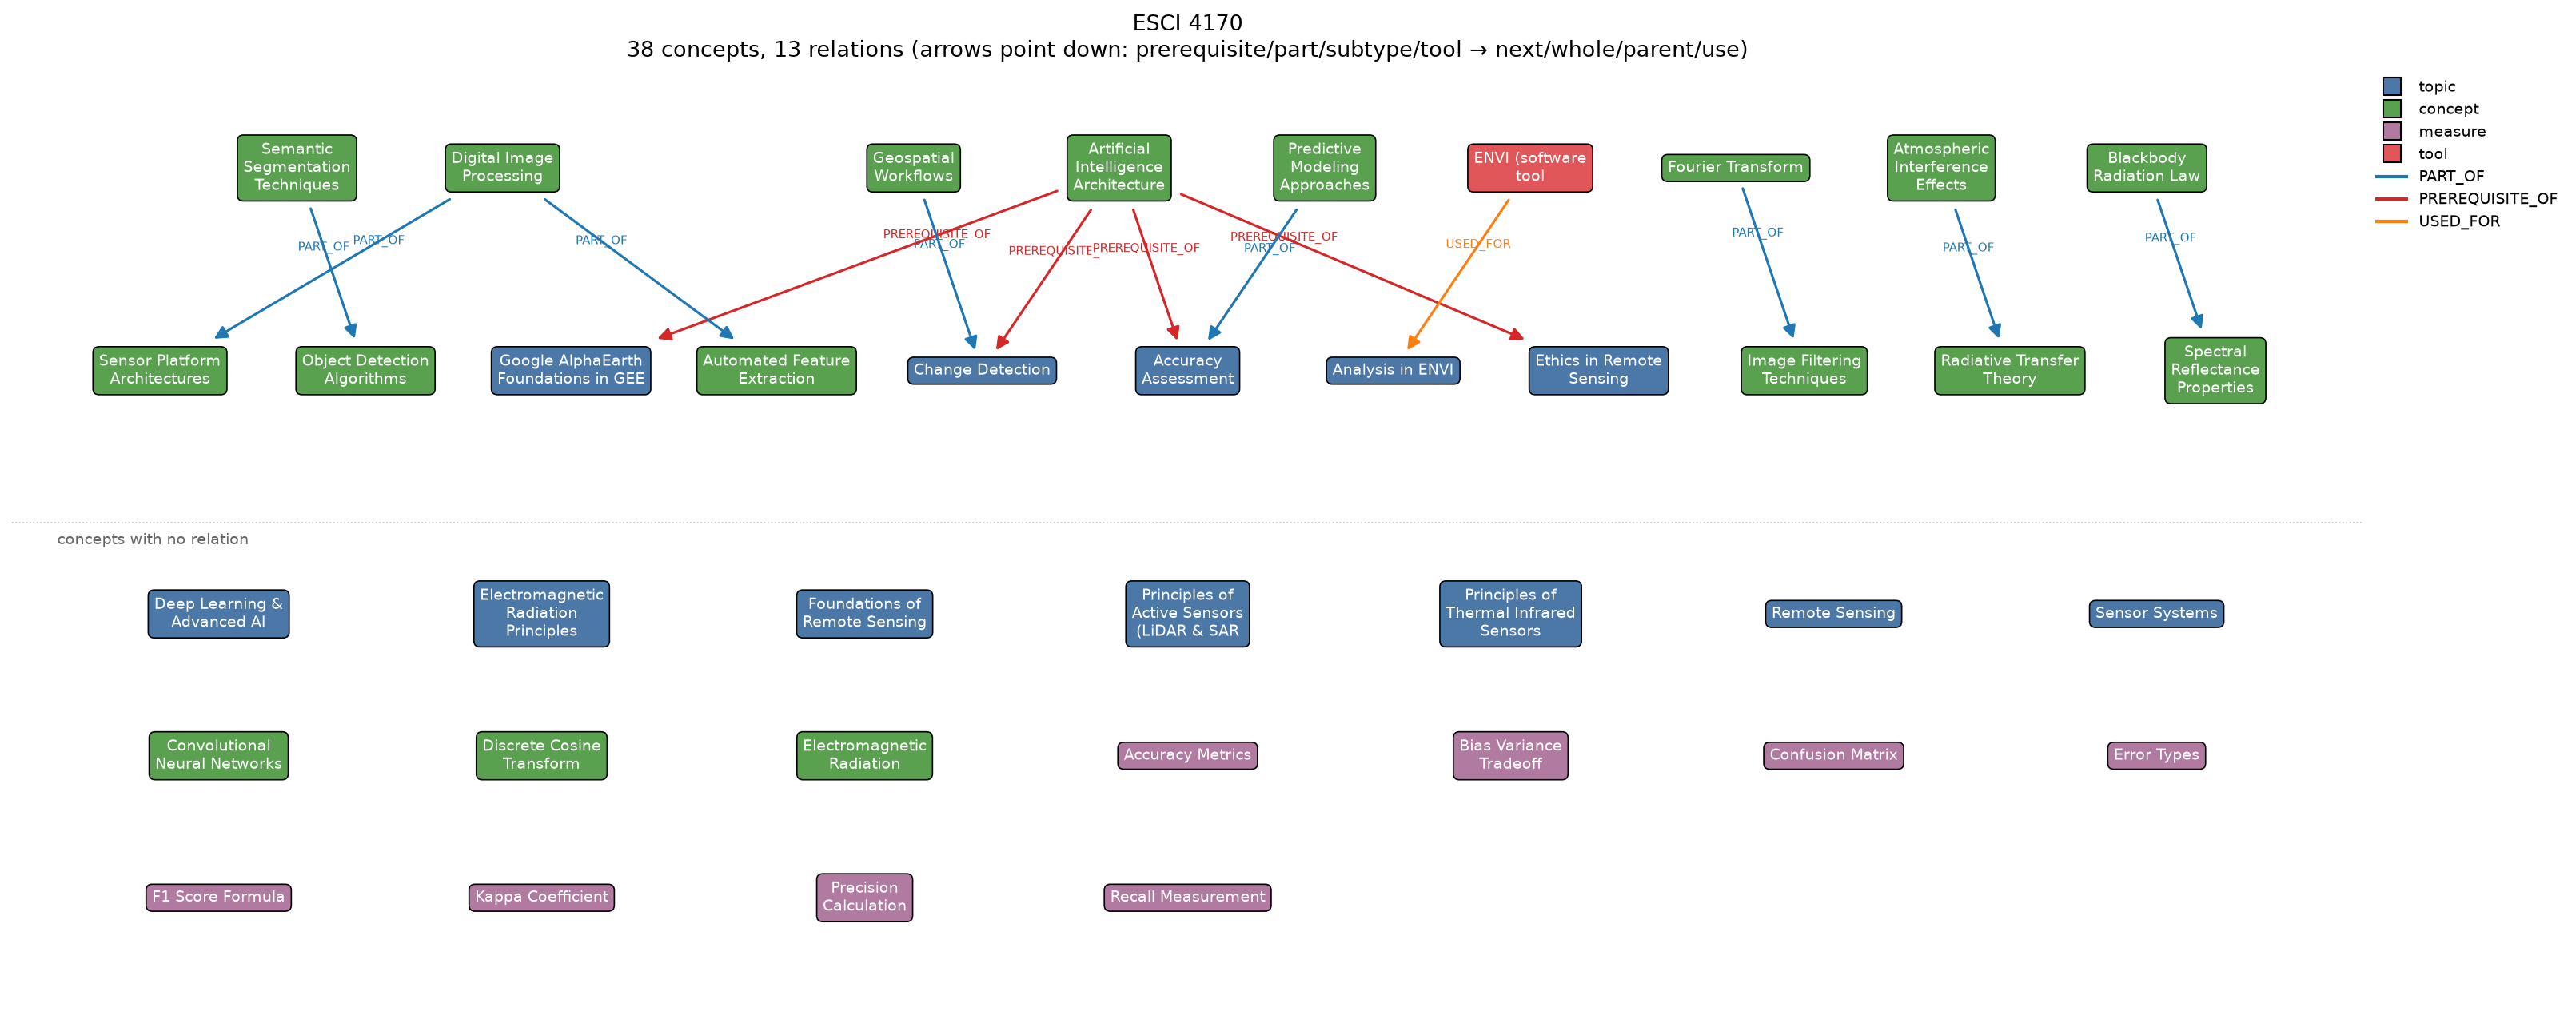 ESCI 4170
38 concepts, 13 relations (arrows point down: prerequisite/part/subtype/tool → next/whole/parent/use)
topic
concept
measure
tool
PART_OF
PREREQUISITE_OF
USED_FOR
Semantic
Segmentation
Techniques
Digital Image
Processing
Geospatial
Workflows
Artificial
Intelligence
Architecture
Predictive
Modeling
Approaches
ENVI (software
tool
Fourier Transform
Atmospheric
Interference
Effects
Blackbody
Radiation Law
PART_OF
PART_OF
PART_OF
PREREQUISITE_OF
PART_OF
PREREQUISITE_
PREREQUISITE_OF
PREREQUISITE_OF
PART_OF
USED_FOR
PART_OF
PART_OF
PART_OF
Sensor Platform
Architectures
Object Detection
Algorithms
Google AlphaEarth
Foundations in GEE
Automated Feature
Extraction
Change Detection
Accuracy
Assessment
Analysis in ENVI
Ethics in Remote
Sensing
Image Filtering
Techniques
Radiative Transfer
Theory
Spectral
Reflectance
Properties
concepts with no relation
Deep Learning &
Advanced AI
Electromagnetic
Radiation
Principles
Foundations of
Remote Sensing
Principles of
Active Sensors
(LiDAR & SAR
Principles of
Thermal Infrared
Sensors
Remote Sensing
Sensor Systems
Convolutional
Neural Networks
Discrete Cosine
Transform
Electromagnetic
Radiation
Accuracy Metrics
Bias Variance
Tradeoff
Confusion Matrix
Error Types
F1 Score Formula
Kappa Coefficient
Precision
Calculation
Recall Measurement